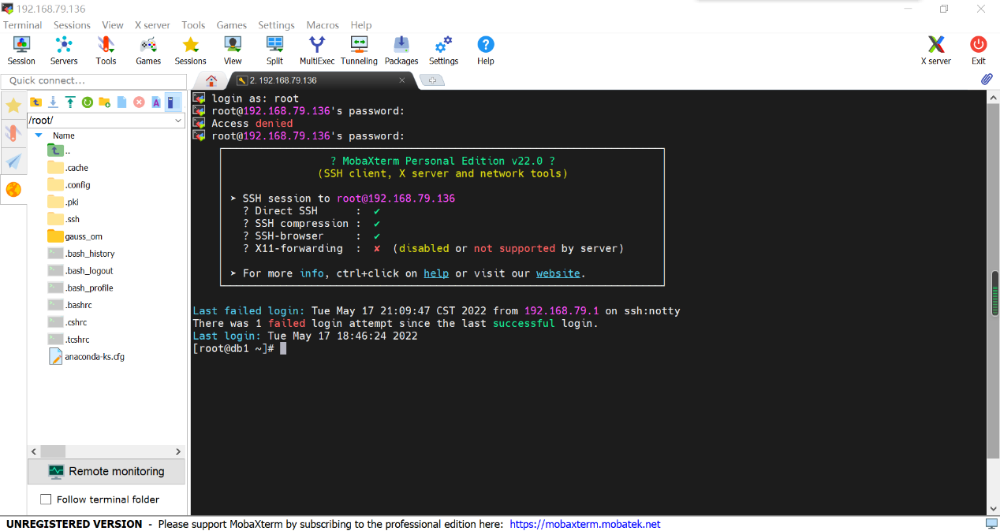 192.168.79.136
Terminal Sessions View X server Tools Games Settings Macros Help
Session Servers Tools Games Sessions View Split MultiExec Tunneling Packages Settings Help X server Exit
Quick connect...
2. 192.168.79.136
/root/
Name
..
.cache
.config
.pki
.ssh
gauss_om
.bash_history
.bash_logout
.bash_profile
.bashrc
.cshrc
.tcshrc
anaconda-ks.cfg
Remote monitoring
Follow terminal folder
login as: root
root@192.168.79.136's password:
Access denied
root@192.168.79.136's password:
? MobaXterm Personal Edition v22.0 ?
(SSH client, X server and network tools)
➤ SSH session to root@192.168.79.136
? Direct SSH : ✔
? SSH compression : ✔
? SSH-browser : ✔
? X11-forwarding : ✘ (disabled or not supported by server)
➤ For more info, ctrl+click on help or visit our website.
Last failed login: Tue May 17 21:09:47 CST 2022 from 192.168.79.1 on ssh:notty
There was 1 failed login attempt since the last successful login.
Last login: Tue May 17 18:46:24 2022
[root@db1 ~]#
UNREGISTERED VERSION - Please support MobaXterm by subscribing to the professional edition here: https://mobaxterm.mobatek.net